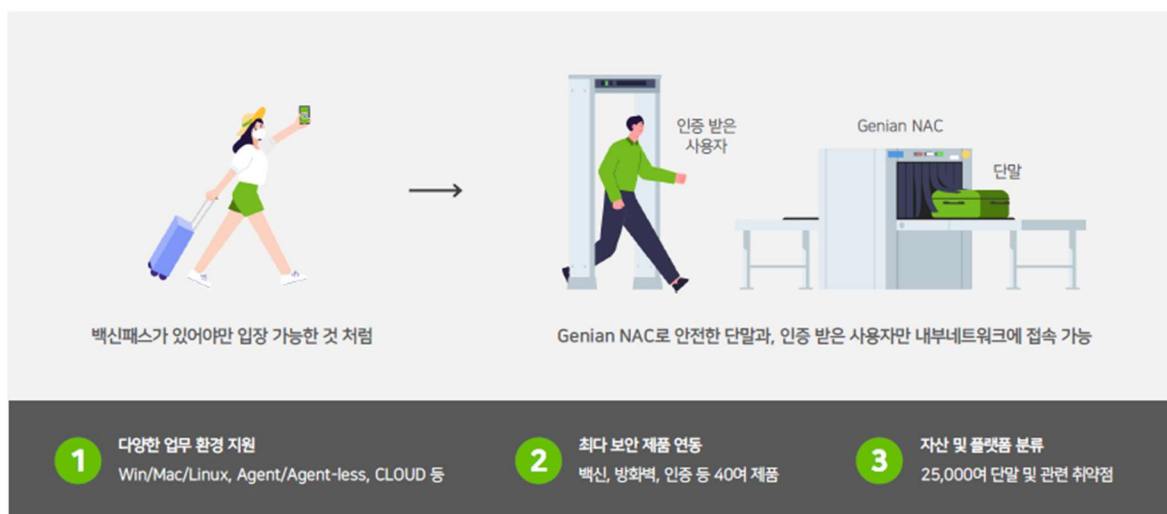 인증 받은
사용자
Genian NAC
단말
백신패스가 있어야만 입장 가능한 것 처럼
Genian NAC로 안전한 단말과, 인증 받은 사용자만 내부네트워크에 접속 가능
1
다양한 업무 환경 지원
Win/Mac/Linux, Agent/Agent-less, CLOUD 등
2
최다 보안 제품 연동
백신, 방화벽, 인증 등 40여 제품
3
자산 및 플랫폼 분류
25,000여 단말 및 관련 취약점